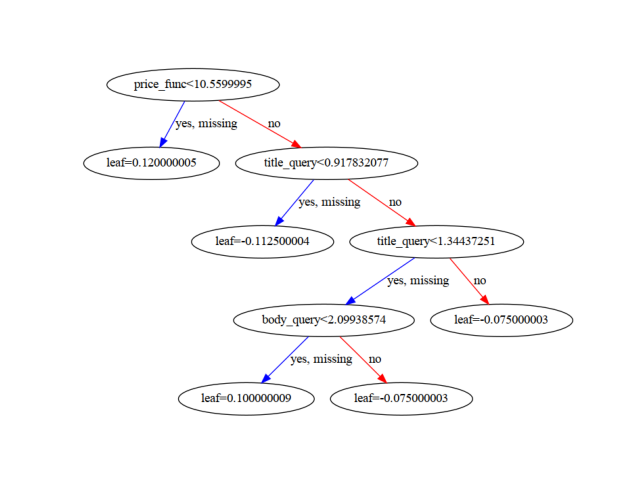 price_func<10.5599995
yes, missing
no
leaf=0.120000005
title_query<0.917832077
yes, missing
no
leaf=-0.112500004
title_query<1.34437251
yes, missing
no
body_query<2.09938574
leaf=-0.075000003
yes, missing
no
leaf=0.100000009
leaf=-0.075000003